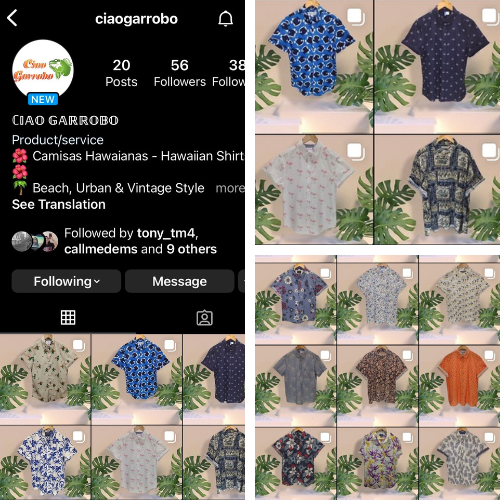 ciaogarrobo
Ciao
Garrobo
NEW
20
Posts
56
Followers
38
Follow
CIAO GARROBO
Product/service
🌺 Camisas Hawaianas - Hawaiian Shirt
🌺
🌴 Beach, Urban & Vintage Style more
See Translation
Followed by tony_tm4,
callmedems and 9 others
Following
Message